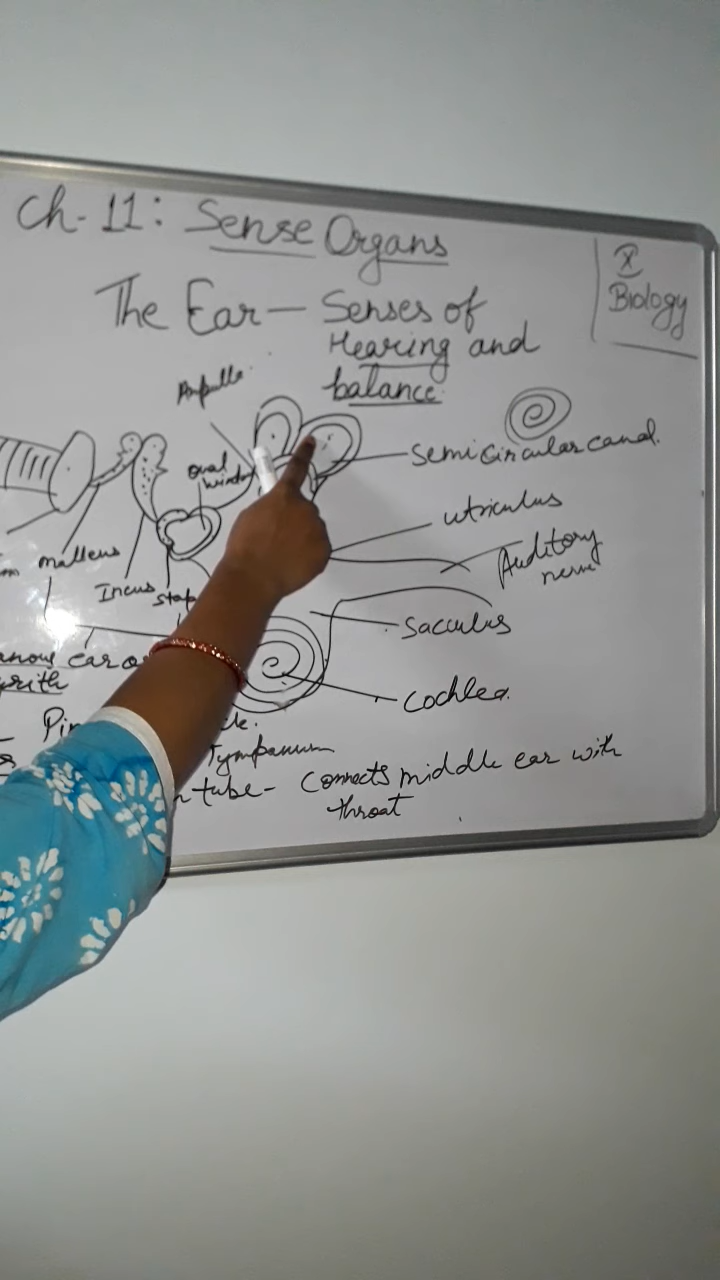 Ch-11: Sense Organs
X
Biology
The Ear - Senses of
Hearing and
balance
Ampulla
oval
window
Semicircular canal.
utriculus
Auditory
nerve
malleus
Incus
sacculus
cochlea
Tympanum
tube - Connects middle ear with
throat